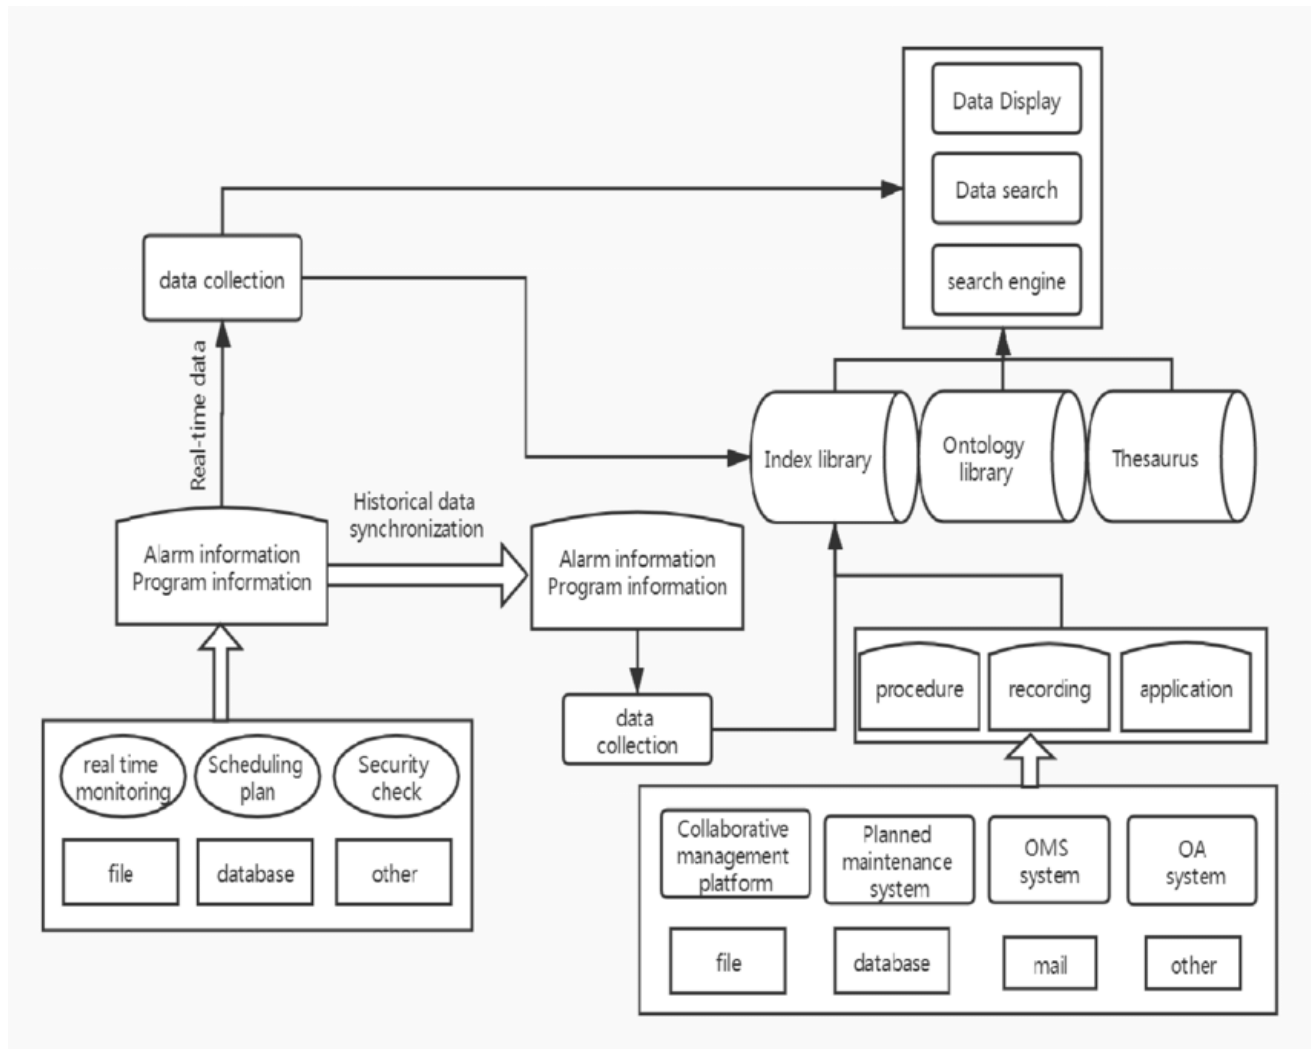 Data Display
Data search
search engine
data collection
Real-time data
Index library
Ontology
library
Thesaurus
Historical data
synchronization
Alarm information
Program information
Alarm information
Program information
data
collection
procedure
recording
application
real time
monitoring
Scheduling
plan
Security
check
file
database
other
Collaborative
management
platform
Planned
maintenance
system
OMS
system
OA
system
file
database
mail
other